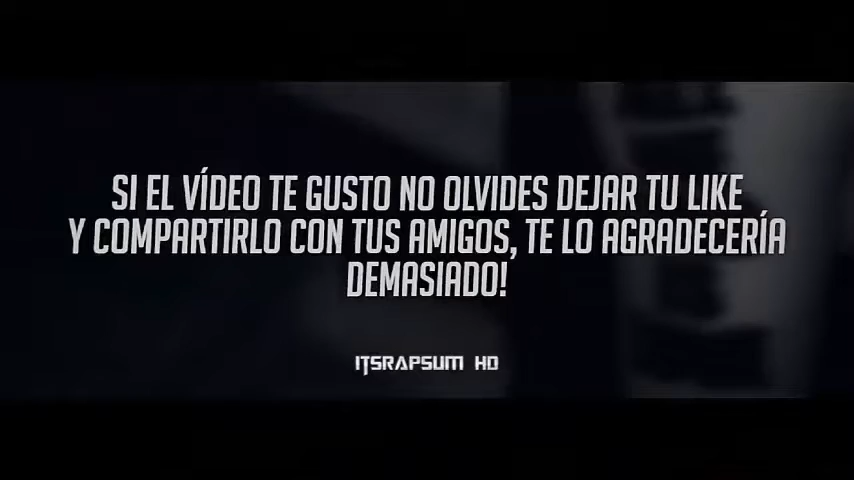 SI EL VÍDEO TE GUSTO NO OLVIDES DEJAR TU LIKE
Y COMPARTIRLO CON TUS AMIGOS, TE LO AGRADECERÍA
DEMASIADO!
ITSRAPSUM HD